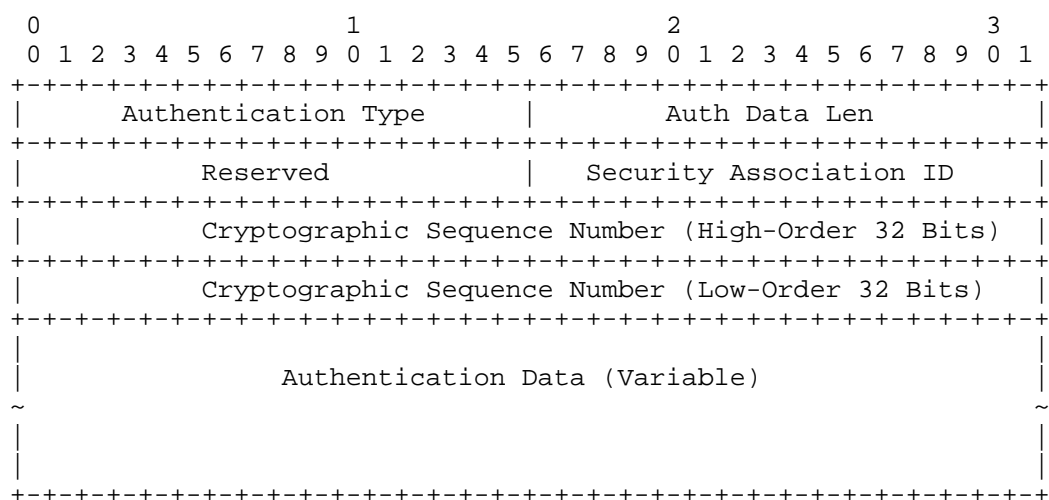 0                   1                   2                   3
0 1 2 3 4 5 6 7 8 9 0 1 2 3 4 5 6 7 8 9 0 1 2 3 4 5 6 7 8 9 0 1
+-+-+-+-+-+-+-+-+-+-+-+-+-+-+-+-+-+-+-+-+-+-+-+-+-+-+-+-+-+-+-+-+
|      Authentication Type      |        Auth Data Len          |
+-+-+-+-+-+-+-+-+-+-+-+-+-+-+-+-+-+-+-+-+-+-+-+-+-+-+-+-+-+-+-+-+
|           Reserved            |   Security Association ID     |
+-+-+-+-+-+-+-+-+-+-+-+-+-+-+-+-+-+-+-+-+-+-+-+-+-+-+-+-+-+-+-+-+
|           Cryptographic Sequence Number (High-Order 32 Bits)  |
+-+-+-+-+-+-+-+-+-+-+-+-+-+-+-+-+-+-+-+-+-+-+-+-+-+-+-+-+-+-+-+-+
|           Cryptographic Sequence Number (Low-Order 32 Bits)   |
+-+-+-+-+-+-+-+-+-+-+-+-+-+-+-+-+-+-+-+-+-+-+-+-+-+-+-+-+-+-+-+-+
|                                                               |
|                Authentication Data (Variable)                 |
~                                                               ~
|                                                               |
|                                                               |
+-+-+-+-+-+-+-+-+-+-+-+-+-+-+-+-+-+-+-+-+-+-+-+-+-+-+-+-+-+-+-+-+